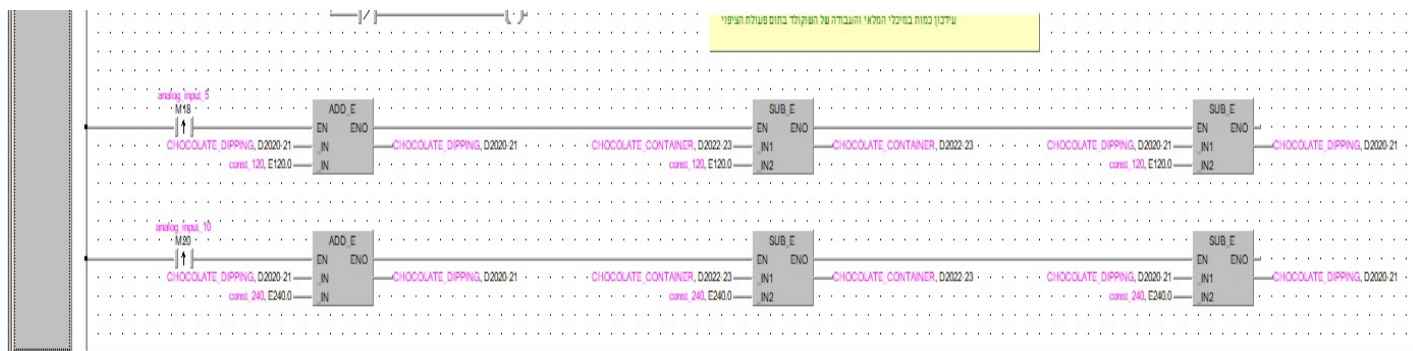 עידכון כמות במיכלי המלאי והעבודה של השוקולד בתום פעולת הציפוי
analog_input_5
M18
ADD_E
SUB_E
SUB_E
EN ENO
EN ENO
EN ENO
CHOCOLATE_DIPPING, D2020-21 _IN CHOCOLATE_DIPPING, D2020-21
CHOCOLATE_CONTAINER, D2022-23 _IN1 CHOCOLATE_CONTAINER, D2022-23
CHOCOLATE_DIPPING, D2020-21 _IN1 CHOCOLATE_DIPPING, D2020-21
const_120, E120.0 _IN
const_120, E120.0 _IN2
const_120, E120.0 _IN2
analog_input_10
M20
ADD_E
SUB_E
SUB_E
EN ENO
EN ENO
EN ENO
CHOCOLATE_DIPPING, D2020-21 _IN CHOCOLATE_DIPPING, D2020-21
CHOCOLATE_CONTAINER, D2022-23 _IN1 CHOCOLATE_CONTAINER, D2022-23
CHOCOLATE_DIPPING, D2020-21 _IN1 CHOCOLATE_DIPPING, D2020-21
const_240, E240.0 _IN
const_240, E240.0 _IN2
const_240, E240.0 _IN2